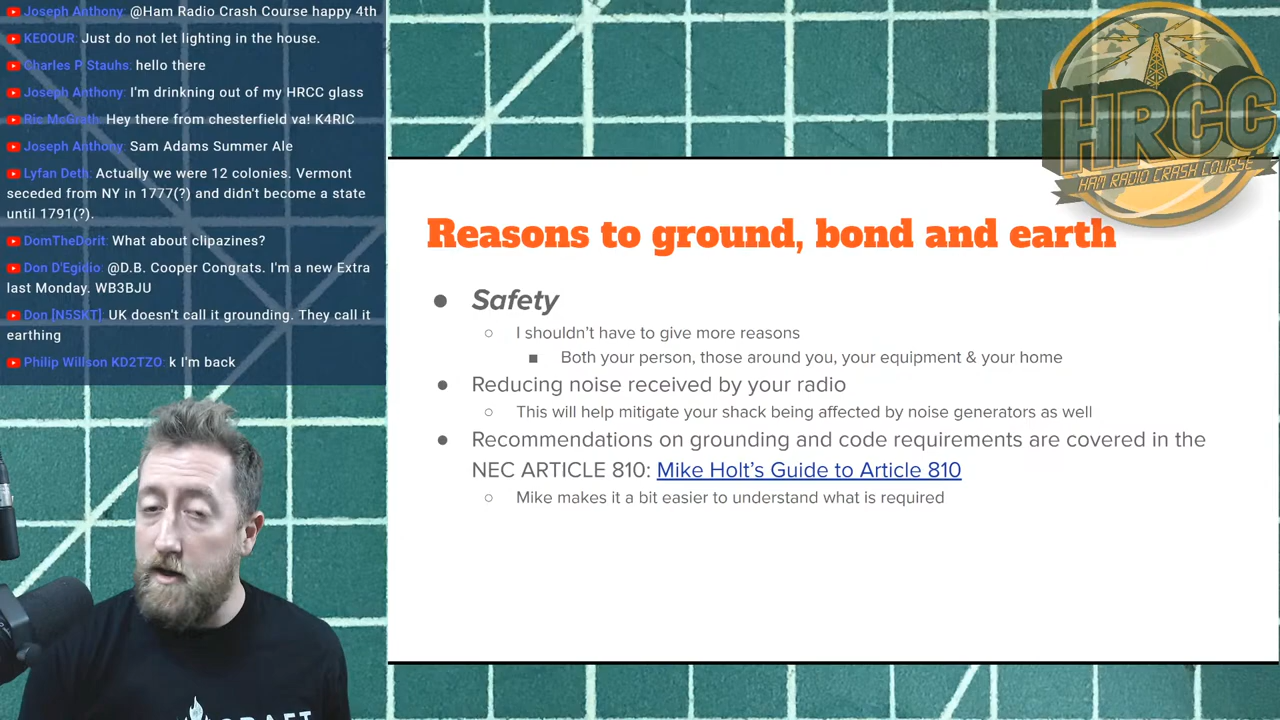 Joseph Anthony: @Ham Radio Crash Course happy 4th
KE0OUR: Just do not let lighting in the house.
Charles P Stauhs: hello there
Joseph Anthony: I'm drinkning out of my HRCC glass
Ric McGrath: Hey there from chesterfield va! K4RIC
Joseph Anthony: Sam Adams Summer Ale
Lyfan Deth: Actually we were 12 colonies. Vermont
seceded from NY in 1777(?) and didn't become a state
until 1791(?).
DomTheDorit: What about clipazines?
Don D'Egidio: @D.B. Cooper Congrats. I'm a new Extra
last Monday. WB3BJU
Don [N5SKT]: UK doesn't call it grounding. They call it
earthing
Philip Willson KD2TZO: k I'm back
HRCC
HAM RADIO CRASH COURSE
Reasons to ground, bond and earth
● Safety
○ I shouldn't have to give more reasons
■ Both your person, those around you, your equipment & your home
● Reducing noise received by your radio
○ This will help mitigate your shack being affected by noise generators as well
● Recommendations on grounding and code requirements are covered in the
NEC ARTICLE 810: Mike Holt's Guide to Article 810
○ Mike makes it a bit easier to understand what is required